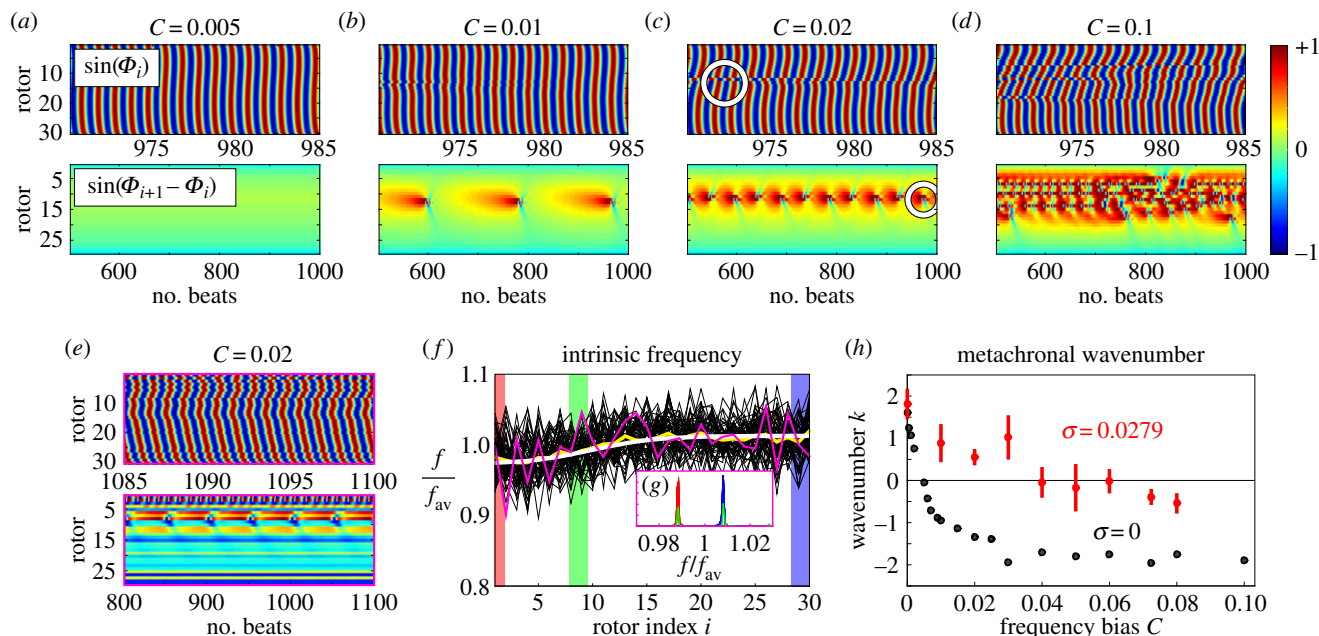 (a) C = 0.005 (b) C = 0.01 (c) C = 0.02 (d) C = 0.1
rotor 10 20 30 sin(Φi) +1
975 979 983 985 975 979 984 975 980 985 975 980 985
rotor 5 15 25 sin(Φi+1 − Φi) 0
−1
600 800 1000 600 800 1000 600 800 1000 600 800 1000
no. beats no. beats no. beats no. beats
(e) C = 0.02 (f) intrinsic frequency (h) metachronal wavenumber
rotor 10 20 30
1085 1090 1095 1100
rotor 5 15 25
800 900 1000 1100
no. beats
f/fav
1.1 1.0 0.9 0.8
(g)
0.98 1 1.02
f/fav
5 15 25 30
rotor index i
wavenumber k
2 1 0 −1 −2
σ = 0.0279
σ = 0
0 0.02 0.04 0.06 0.08 0.10
frequency bias C